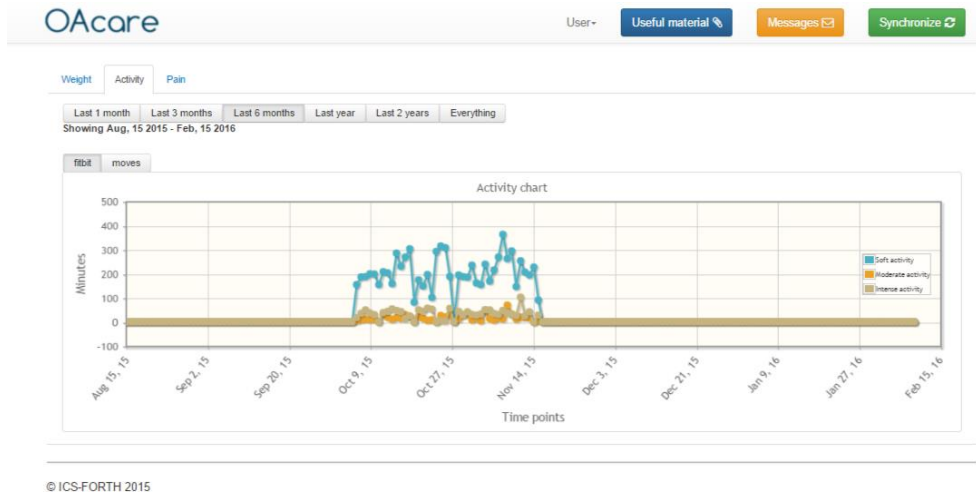 OAcare
User
Useful material
Messages
Synchronize
Weight Activity Pain
Last 1 month Last 3 months Last 6 months Last year Last 2 years Everything
Showing Aug, 15 2015 - Feb, 15 2016
fitbit moves
Activity chart
Minutes
500
400
300
200
100
0
-100
Soft activity
Moderate activity
Intense activity
Aug 15, 15
Sep 2, 15
Sep 20, 15
Oct 9, 15
Oct 27, 15
Nov 14, 15
Dec 3, 15
Dec 21, 15
Jan 9, 16
Jan 27, 16
Feb 15, 16
Time points
© ICS-FORTH 2015